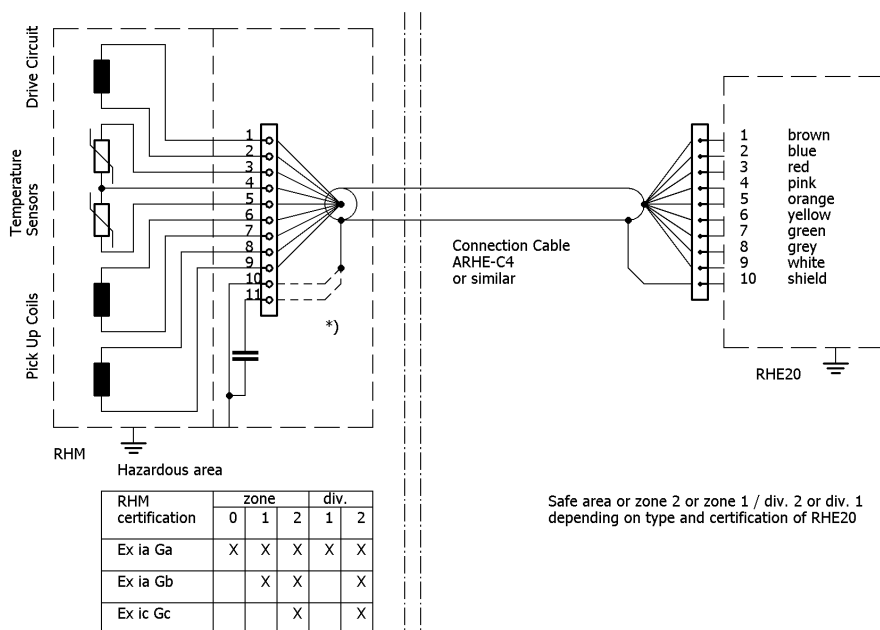 Drive Circuit
Temperature
Sensors
Pick Up Coils
1
2
3
4
5
6
7
8
9
10
11
*)
Connection Cable
ARHE-C4
or similar
1 brown
2 blue
3 red
4 pink
5 orange
6 yellow
7 green
8 grey
9 white
10 shield
RHE20
RHM
Hazardous area
RHM certification zone div.
0 1 2 1 2
Ex ia Ga X X X X X
Ex ia Gb X X X
Ex ic Gc X X
Safe area or zone 2 or zone 1 / div. 2 or div. 1
depending on type and certification of RHE20